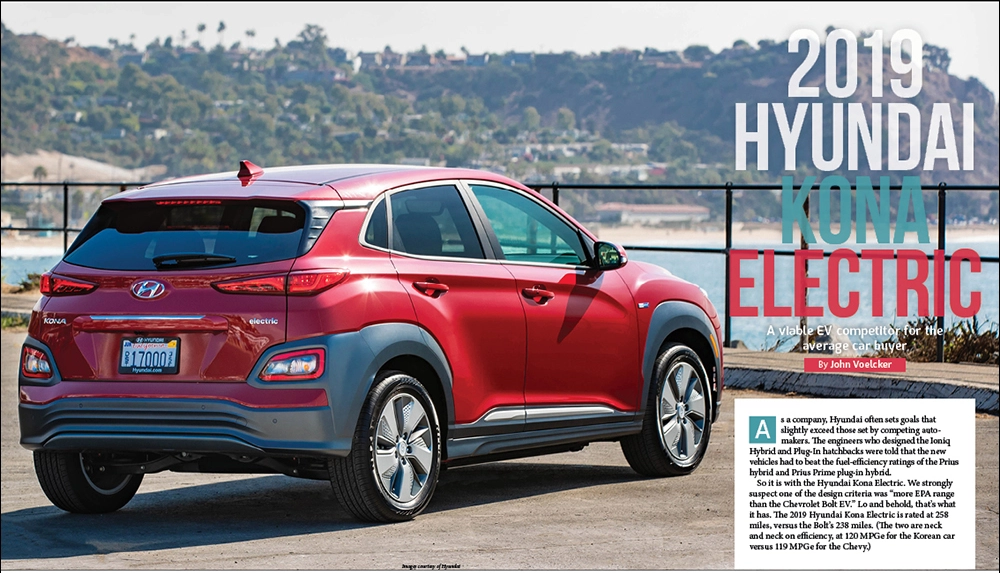 2019
HYUNDAI
KONA
ELECTRIC
A viable EV competitor for the
average car buyer
By John Voelcker
KONA
electric
HYUNDAI
17000
Hyundai.com
As a company, Hyundai often sets goals that
slightly exceed those set by competing auto-
makers. The engineers who designed the Ioniq
Hybrid and Plug-In hatchbacks were told that the new
vehicles had to beat the fuel-efficiency ratings of the Prius
hybrid and Prius Prime plug-in hybrid.
So it is with the Hyundai Kona Electric. We strongly
suspect one of the design criteria was “more EPA range
than the Chevrolet Bolt EV.” Lo and behold, that’s what
it has. The 2019 Hyundai Kona Electric is rated at 258
miles, versus the Bolt’s 238 miles. (The two are neck
and neck on efficiency, at 120 MPGe for the Korean car
versus 119 MPGe for the Chevy.)
Images courtesy of Hyundai